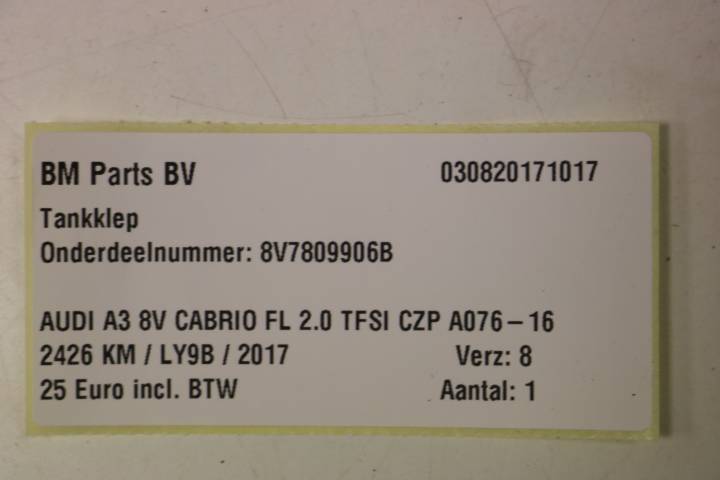 BM Parts BV 030820171017
Tankklep
Onderdeelnummer: 8V7809906B
AUDI A3 8V CABRIO FL 2.0 TFSI CZP A076-16
2426 KM / LY9B / 2017 Verz: 8
25 Euro incl. BTW Aantal: 1